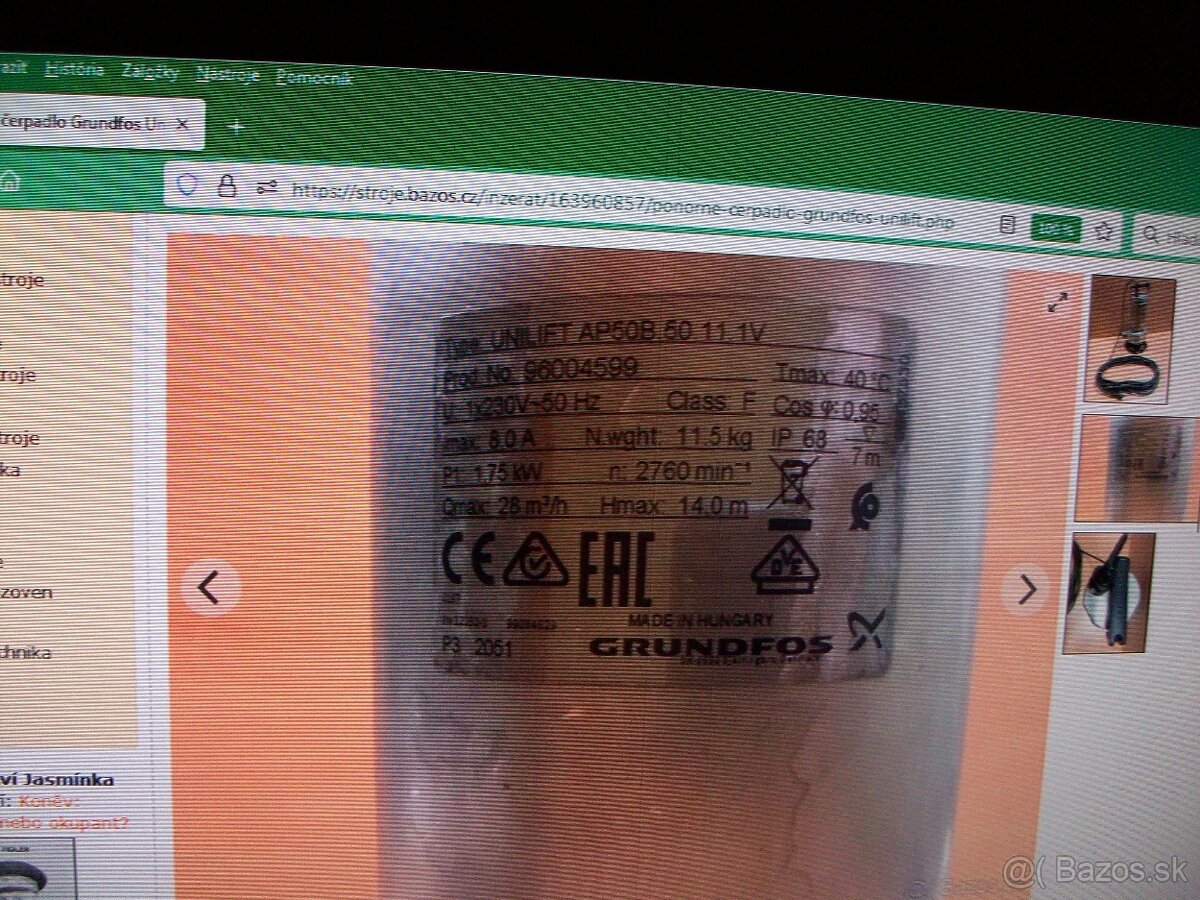 História Záložky Nástroje Pomocník
čerpadlo Grundfos Un ×
https://stroje.bazos.cz/inzerat/163960857/ponorne-cerpadlo-grundfos-unilift.php
troje
roje
troje
ka
zoven
chnika
ví Jasmínka
nebo okupant?
Type: UNILIFT AP50B.50 11.1V
Prod.No. 96004599
Tmax: 40°C
U: 1x230V~50 Hz Class: F Cos φ: 0,95
Imax: 8.0 A N.wght: 11.5 kg IP 68
7m
P1: 1.75 kW n: 2760 min⁻¹
Qmax: 28 m³/h Hmax: 14.0 m
CE EAC
VDE
MADE IN HUNGARY
P3 2051
GRUNDFOS
@( Bazos.sk